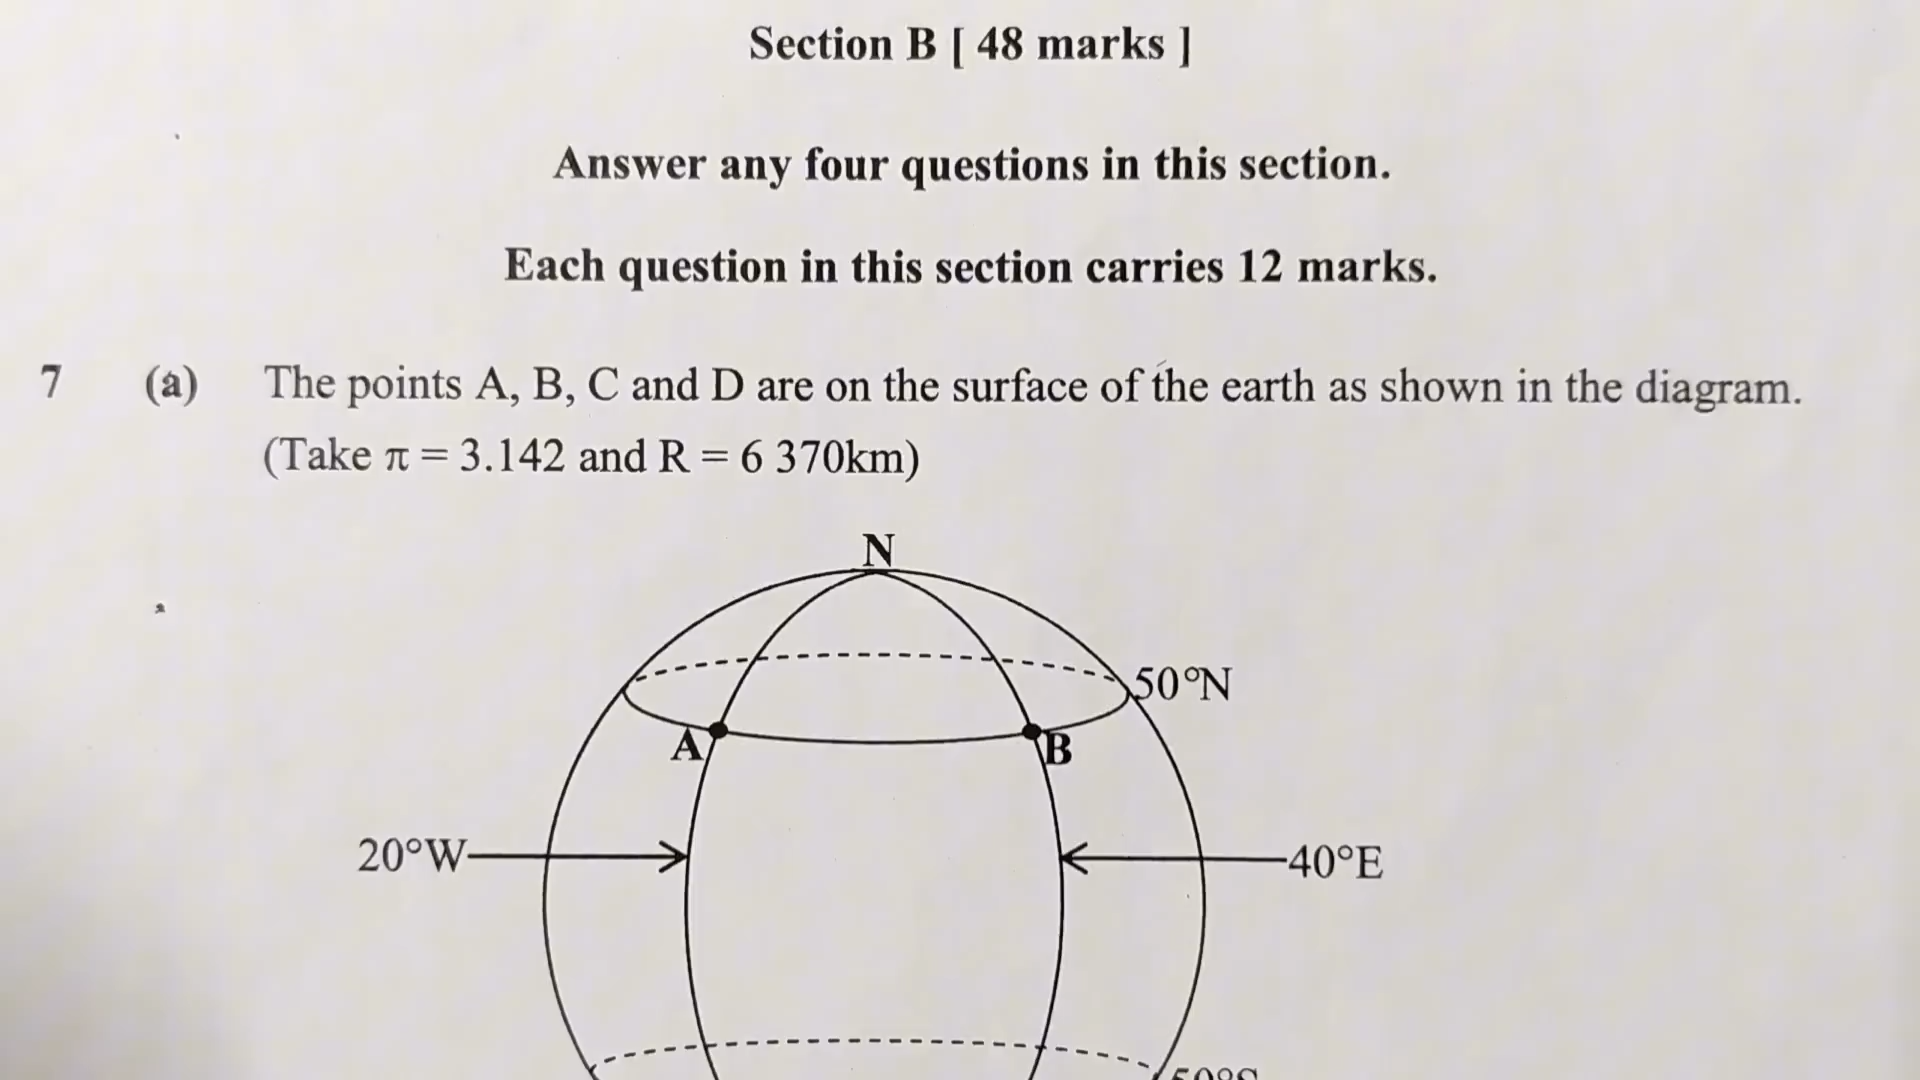 Section B [ 48 marks ]
Answer any four questions in this section.
Each question in this section carries 12 marks.
7 (a) The points A, B, C and D are on the surface of the earth as shown in the diagram.
(Take π = 3.142 and R = 6 370km)
N
50°N
A B
20°W 40°E